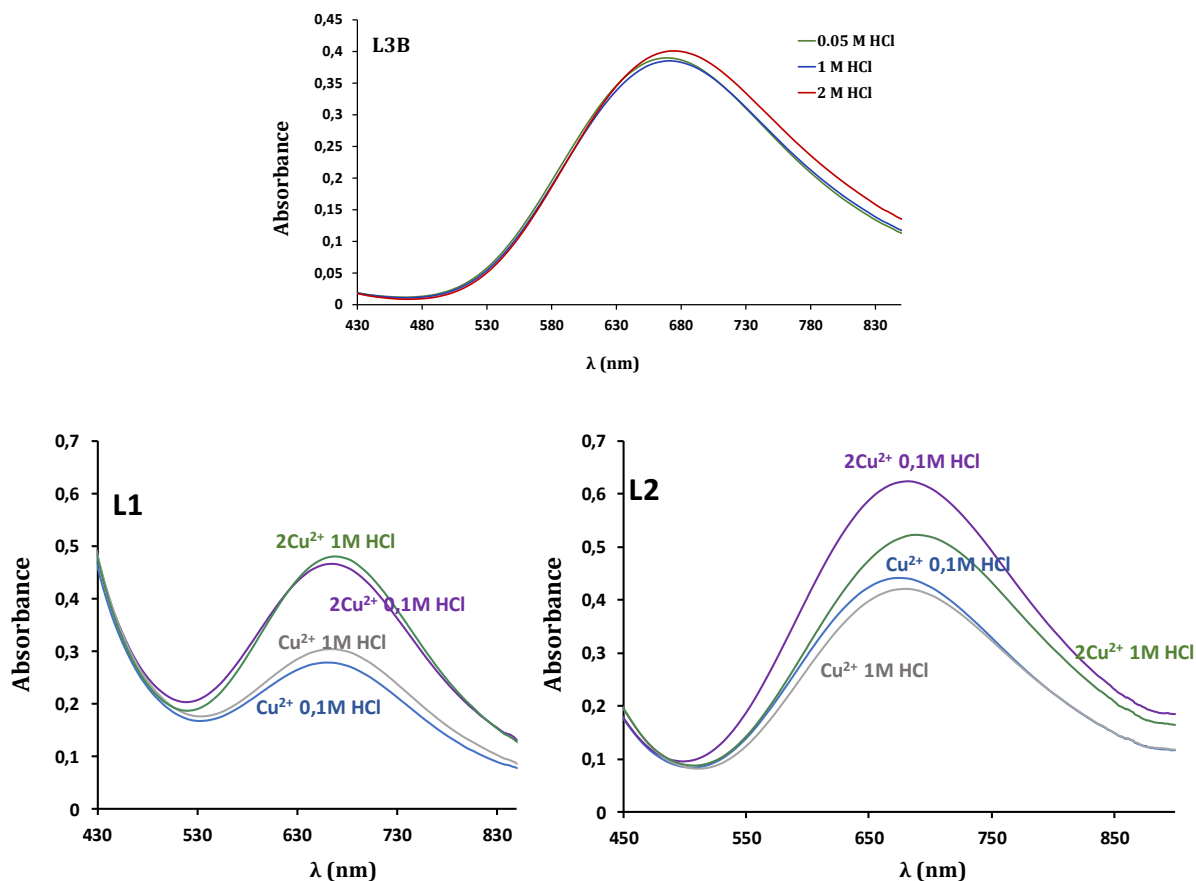 L3B
0.05 M HCl
1 M HCl
2 M HCl
Absorbance
0,45
0,4
0,35
0,3
0,25
0,2
0,15
0,1
0,05
0
430 480 530 580 630 680 730 780 830
λ (nm)
L1
Absorbance
0,7
0,6
0,5
0,4
0,3
0,2
0,1
0
2Cu²⁺ 1M HCl
2Cu²⁺ 0,1M HCl
Cu²⁺ 1M HCl
Cu²⁺ 0,1M HCl
430 530 630 730 830
λ (nm)
L2
Absorbance
0,7
0,6
0,5
0,4
0,3
0,2
0,1
0
2Cu²⁺ 0,1M HCl
Cu²⁺ 0,1M HCl
2Cu²⁺ 1M HCl
Cu²⁺ 1M HCl
450 550 650 750 850
λ (nm)